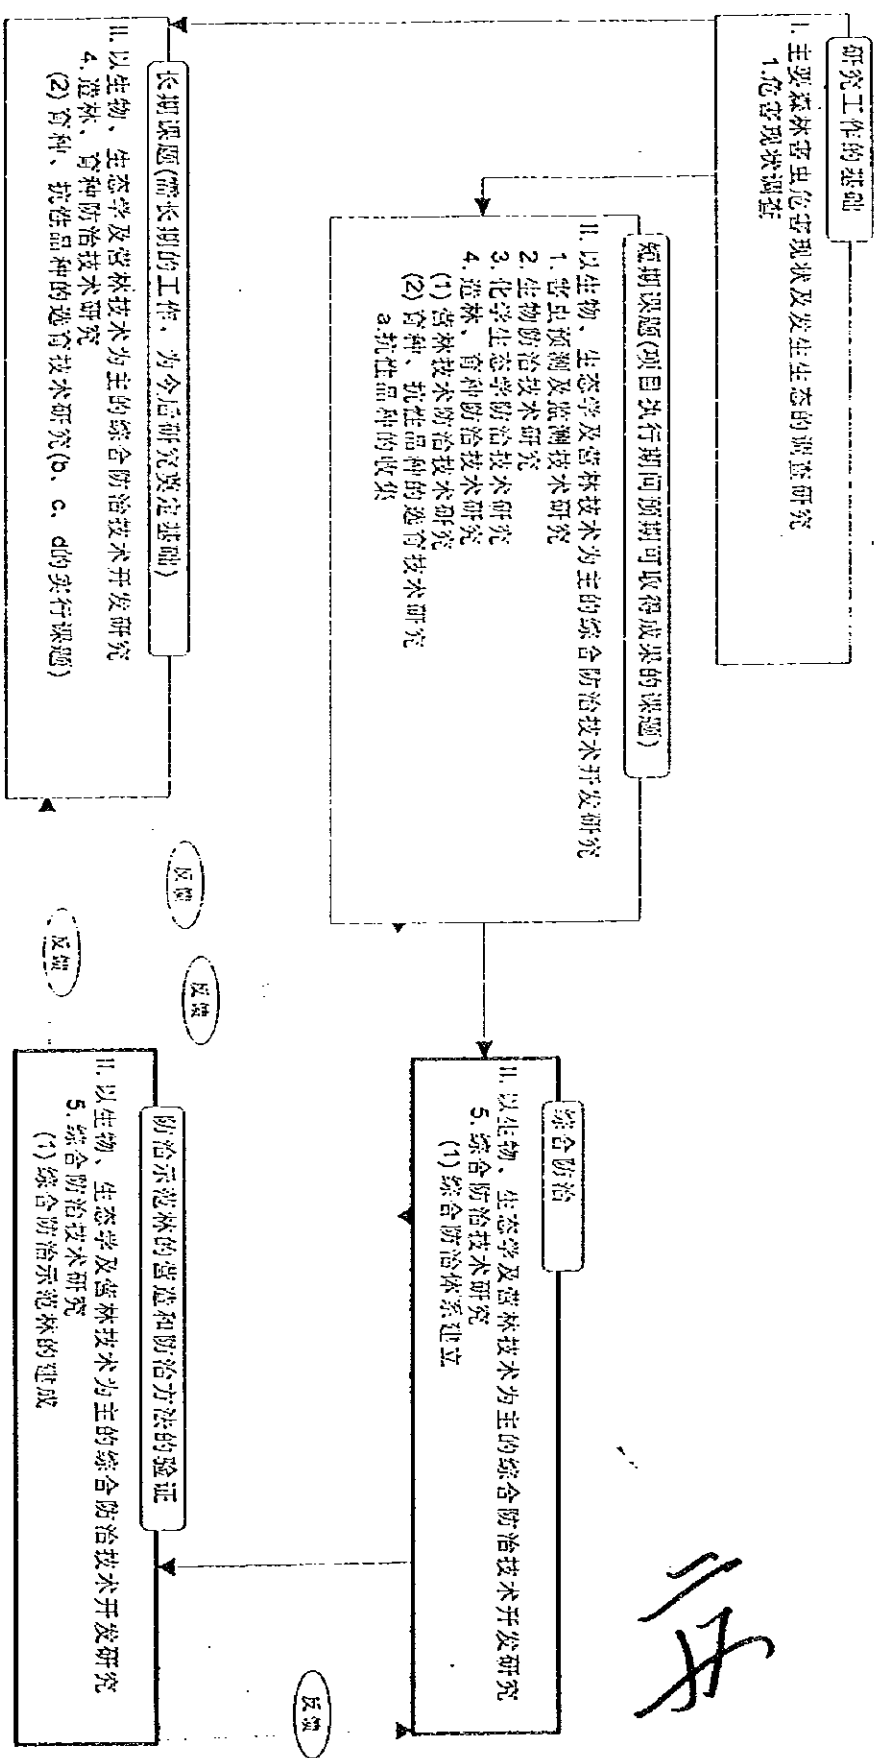 研究工作的基础
I. 主要森林害虫危害现状及发生生态的调查研究
1.危害现状调查
短期课题(项目执行期间预期可取得成果的课题)
II. 以生物、生态学及营林技术为主的综合防治技术开发研究
1. 害虫预测及监测技术研究
2. 生物防治技术研究
3. 化学生态学防治技术研究
4. 造林、育种防治技术研究
(1) 营林技术防治技术研究
(2) 育种、抗性品种的选育技术研究
a.抗性品种的收集
长期课题(需长期的工作，为今后研究奠定基础)
II. 以生物、生态学及营林技术为主的综合防治技术开发研究
4. 造林、育种防治技术研究
(2) 育种、抗性品种的选育技术研究(b、c、d的实行课题)
反馈
反馈
反馈
综合防治
II. 以生物、生态学及营林技术为主的综合防治技术开发研究
5. 综合防治技术研究
(1) 综合防治体系建立
防治示范林的营造和防治方法的验证
II. 以生物、生态学及营林技术为主的综合防治技术开发研究
5. 综合防治技术研究
(1) 综合防治示范林的建成
反馈